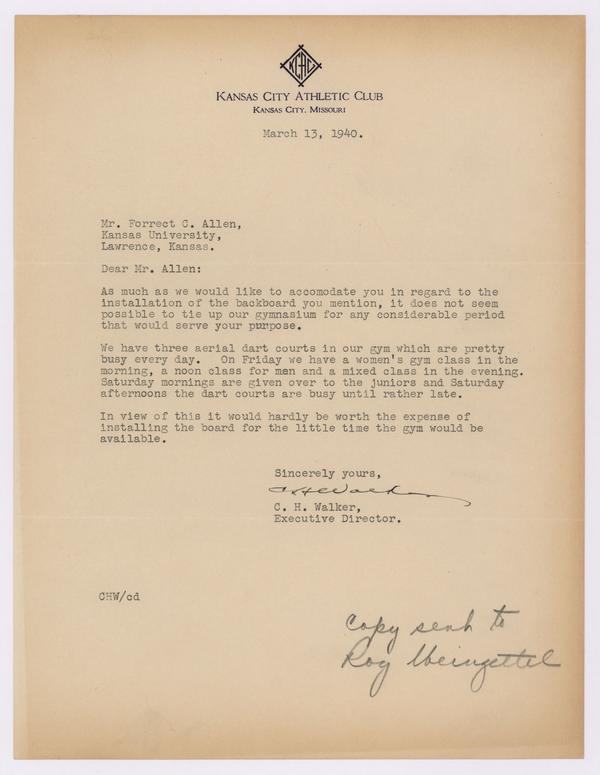 KCAC
KANSAS CITY ATHLETIC CLUB
KANSAS CITY, MISSOURI
March 13, 1940.
Mr. Forrect C. Allen,
Kansas University,
Lawrence, Kansas.
Dear Mr. Allen:
As much as we would like to accomodate you in regard to the
installation of the backboard you mention, it does not seem
possible to tie up our gymnasium for any considerable period
that would serve your purpose.
We have three aerial dart courts in our gym which are pretty
busy every day. On Friday we have a women's gym class in the
morning, a noon class for men and a mixed class in the evening.
Saturday mornings are given over to the juniors and Saturday
afternoons the dart courts are busy until rather late.
In view of this it would hardly be worth the expense of
installing the board for the little time the gym would be
available.
Sincerely yours,
C H Walker
C. H. Walker,
Executive Director.
CHW/cd
Copy sent to
Roy